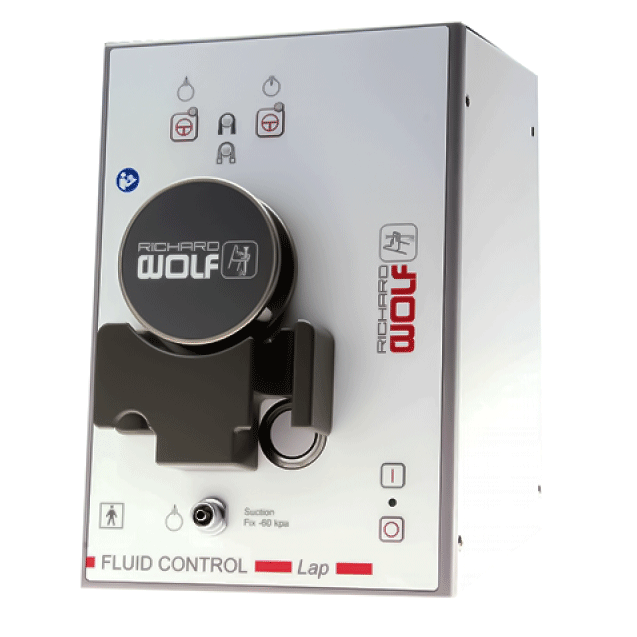 RICHARD
WOLF
RICHARD
WOLF
Suction
Fix -60 kpa
FLUID CONTROL Lap